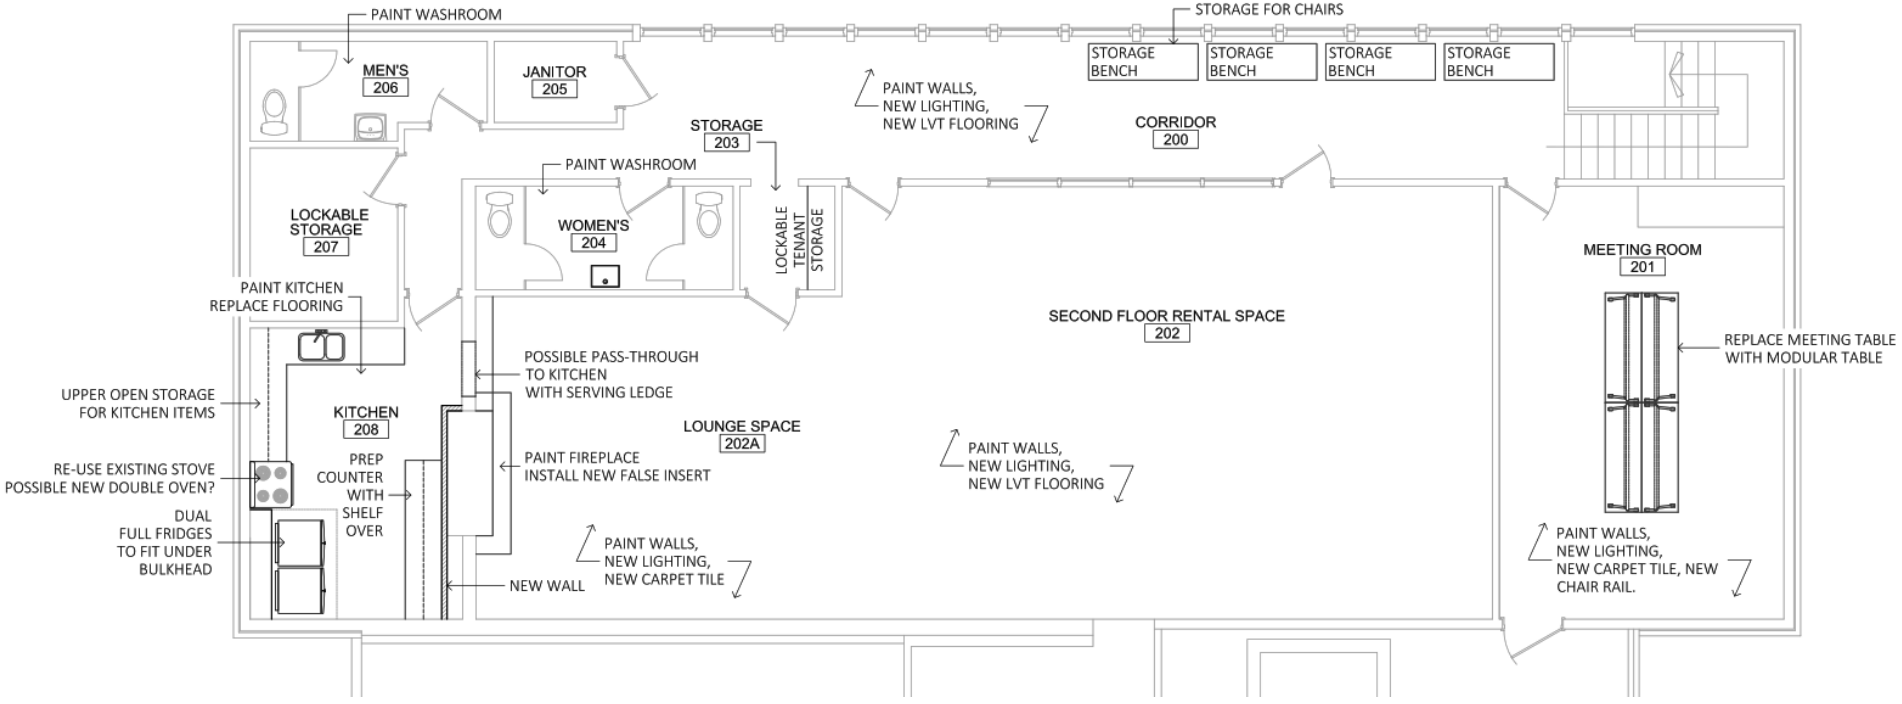 PAINT WASHROOM
MEN'S
206
JANITOR
205
STORAGE FOR CHAIRS
STORAGE
BENCH
STORAGE
BENCH
STORAGE
BENCH
STORAGE
BENCH
PAINT WALLS,
NEW LIGHTING,
NEW LVT FLOORING
CORRIDOR
200
STORAGE
203
PAINT WASHROOM
WOMEN'S
204
LOCKABLE
TENANT
STORAGE
LOCKABLE
STORAGE
207
MEETING ROOM
201
PAINT KITCHEN
REPLACE FLOORING
SECOND FLOOR RENTAL SPACE
202
REPLACE MEETING TABLE
WITH MODULAR TABLE
POSSIBLE PASS-THROUGH
TO KITCHEN
WITH SERVING LEDGE
UPPER OPEN STORAGE
FOR KITCHEN ITEMS
KITCHEN
208
LOUNGE SPACE
202A
PAINT WALLS,
NEW LIGHTING,
NEW LVT FLOORING
RE-USE EXISTING STOVE
POSSIBLE NEW DOUBLE OVEN?
PREP
COUNTER
WITH
SHELF
OVER
PAINT FIREPLACE
INSTALL NEW FALSE INSERT
DUAL
FULL FRIDGES
TO FIT UNDER
BULKHEAD
NEW WALL
PAINT WALLS,
NEW LIGHTING,
NEW CARPET TILE
PAINT WALLS,
NEW LIGHTING,
NEW CARPET TILE, NEW
CHAIR RAIL.